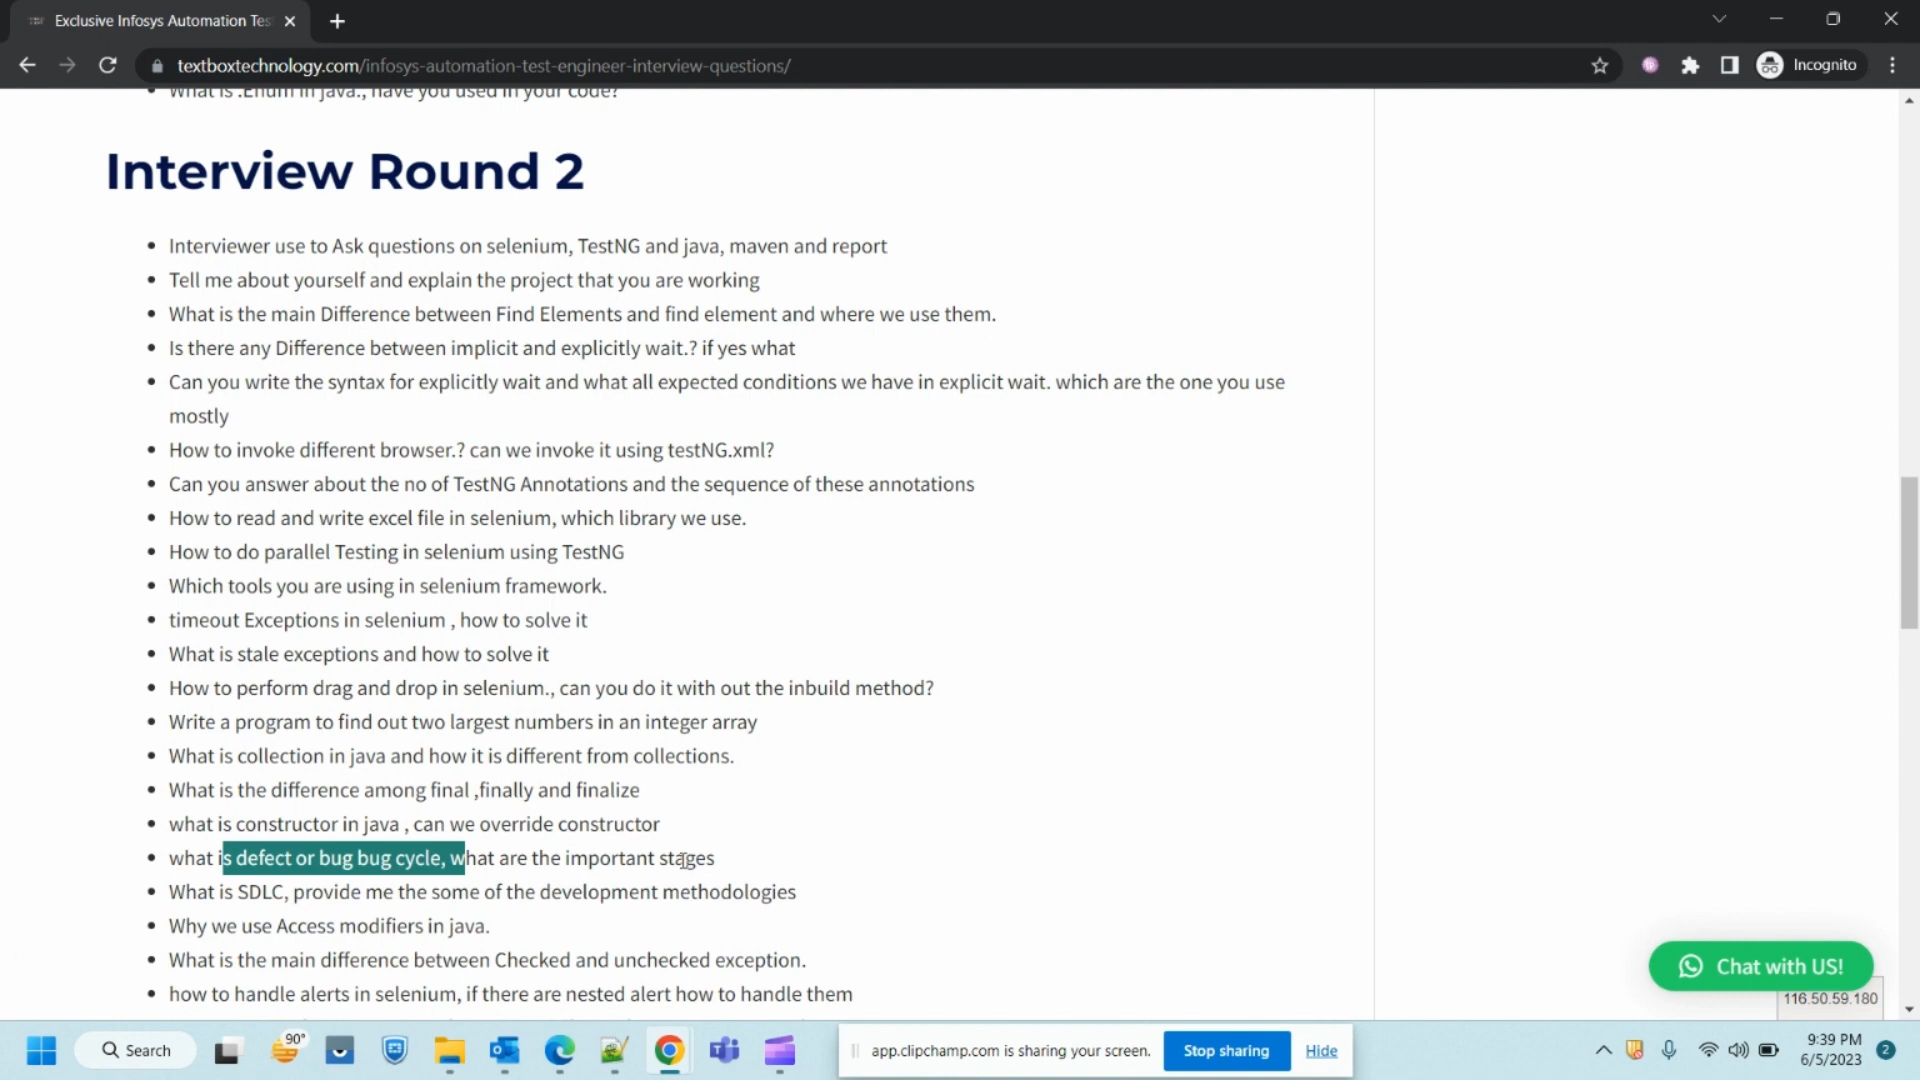 Exclusive Infosys Automation Tes
textboxtechnology.com/infosys-automation-test-engineer-interview-questions/
Incognito
What is .Enum in java., have you used in your code?
Interview Round 2
Interviewer use to Ask questions on selenium, TestNG and java, maven and report
Tell me about yourself and explain the project that you are working
What is the main Difference between Find Elements and find element and where we use them.
Is there any Difference between implicit and explicitly wait.? if yes what
Can you write the syntax for explicitly wait and what all expected conditions we have in explicit wait. which are the one you use
mostly
How to invoke different browser.? can we invoke it using testNG.xml?
Can you answer about the no of TestNG Annotations and the sequence of these annotations
How to read and write excel file in selenium, which library we use.
How to do parallel Testing in selenium using TestNG
Which tools you are using in selenium framework.
timeout Exceptions in selenium , how to solve it
What is stale exceptions and how to solve it
How to perform drag and drop in selenium., can you do it with out the inbuild method?
Write a program to find out two largest numbers in an integer array
What is collection in java and how it is different from collections.
What is the difference among final ,finally and finalize
what is constructor in java , can we override constructor
what is defect or bug bug cycle, what are the important stages
What is SDLC, provide me the some of the development methodologies
Why we use Access modifiers in java.
What is the main difference between Checked and unchecked exception.
how to handle alerts in selenium, if there are nested alert how to handle them
Chat with US!
116.50.59.180
Search
90°
app.clipchamp.com is sharing your screen.
Stop sharing
Hide
9:39 PM
6/5/2023
2